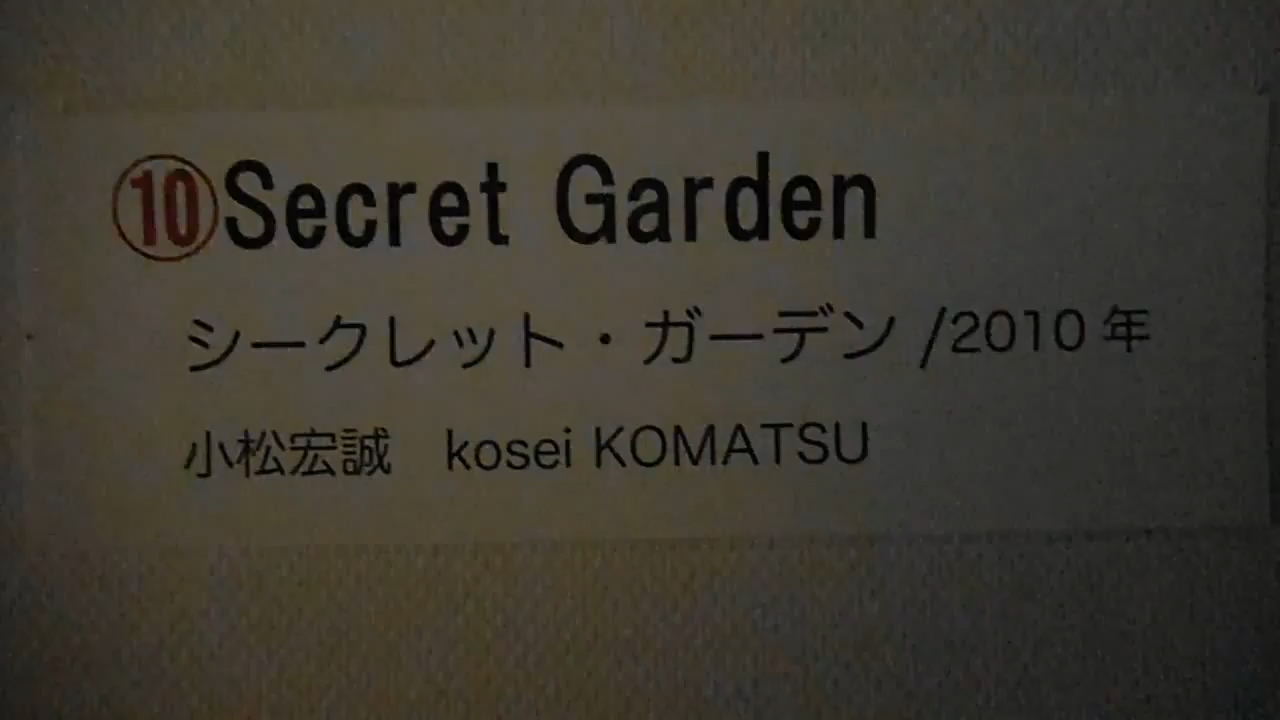 ⑩Secret Garden
シークレット・ガーデン /2010 年
小松宏誠　kosei KOMATSU